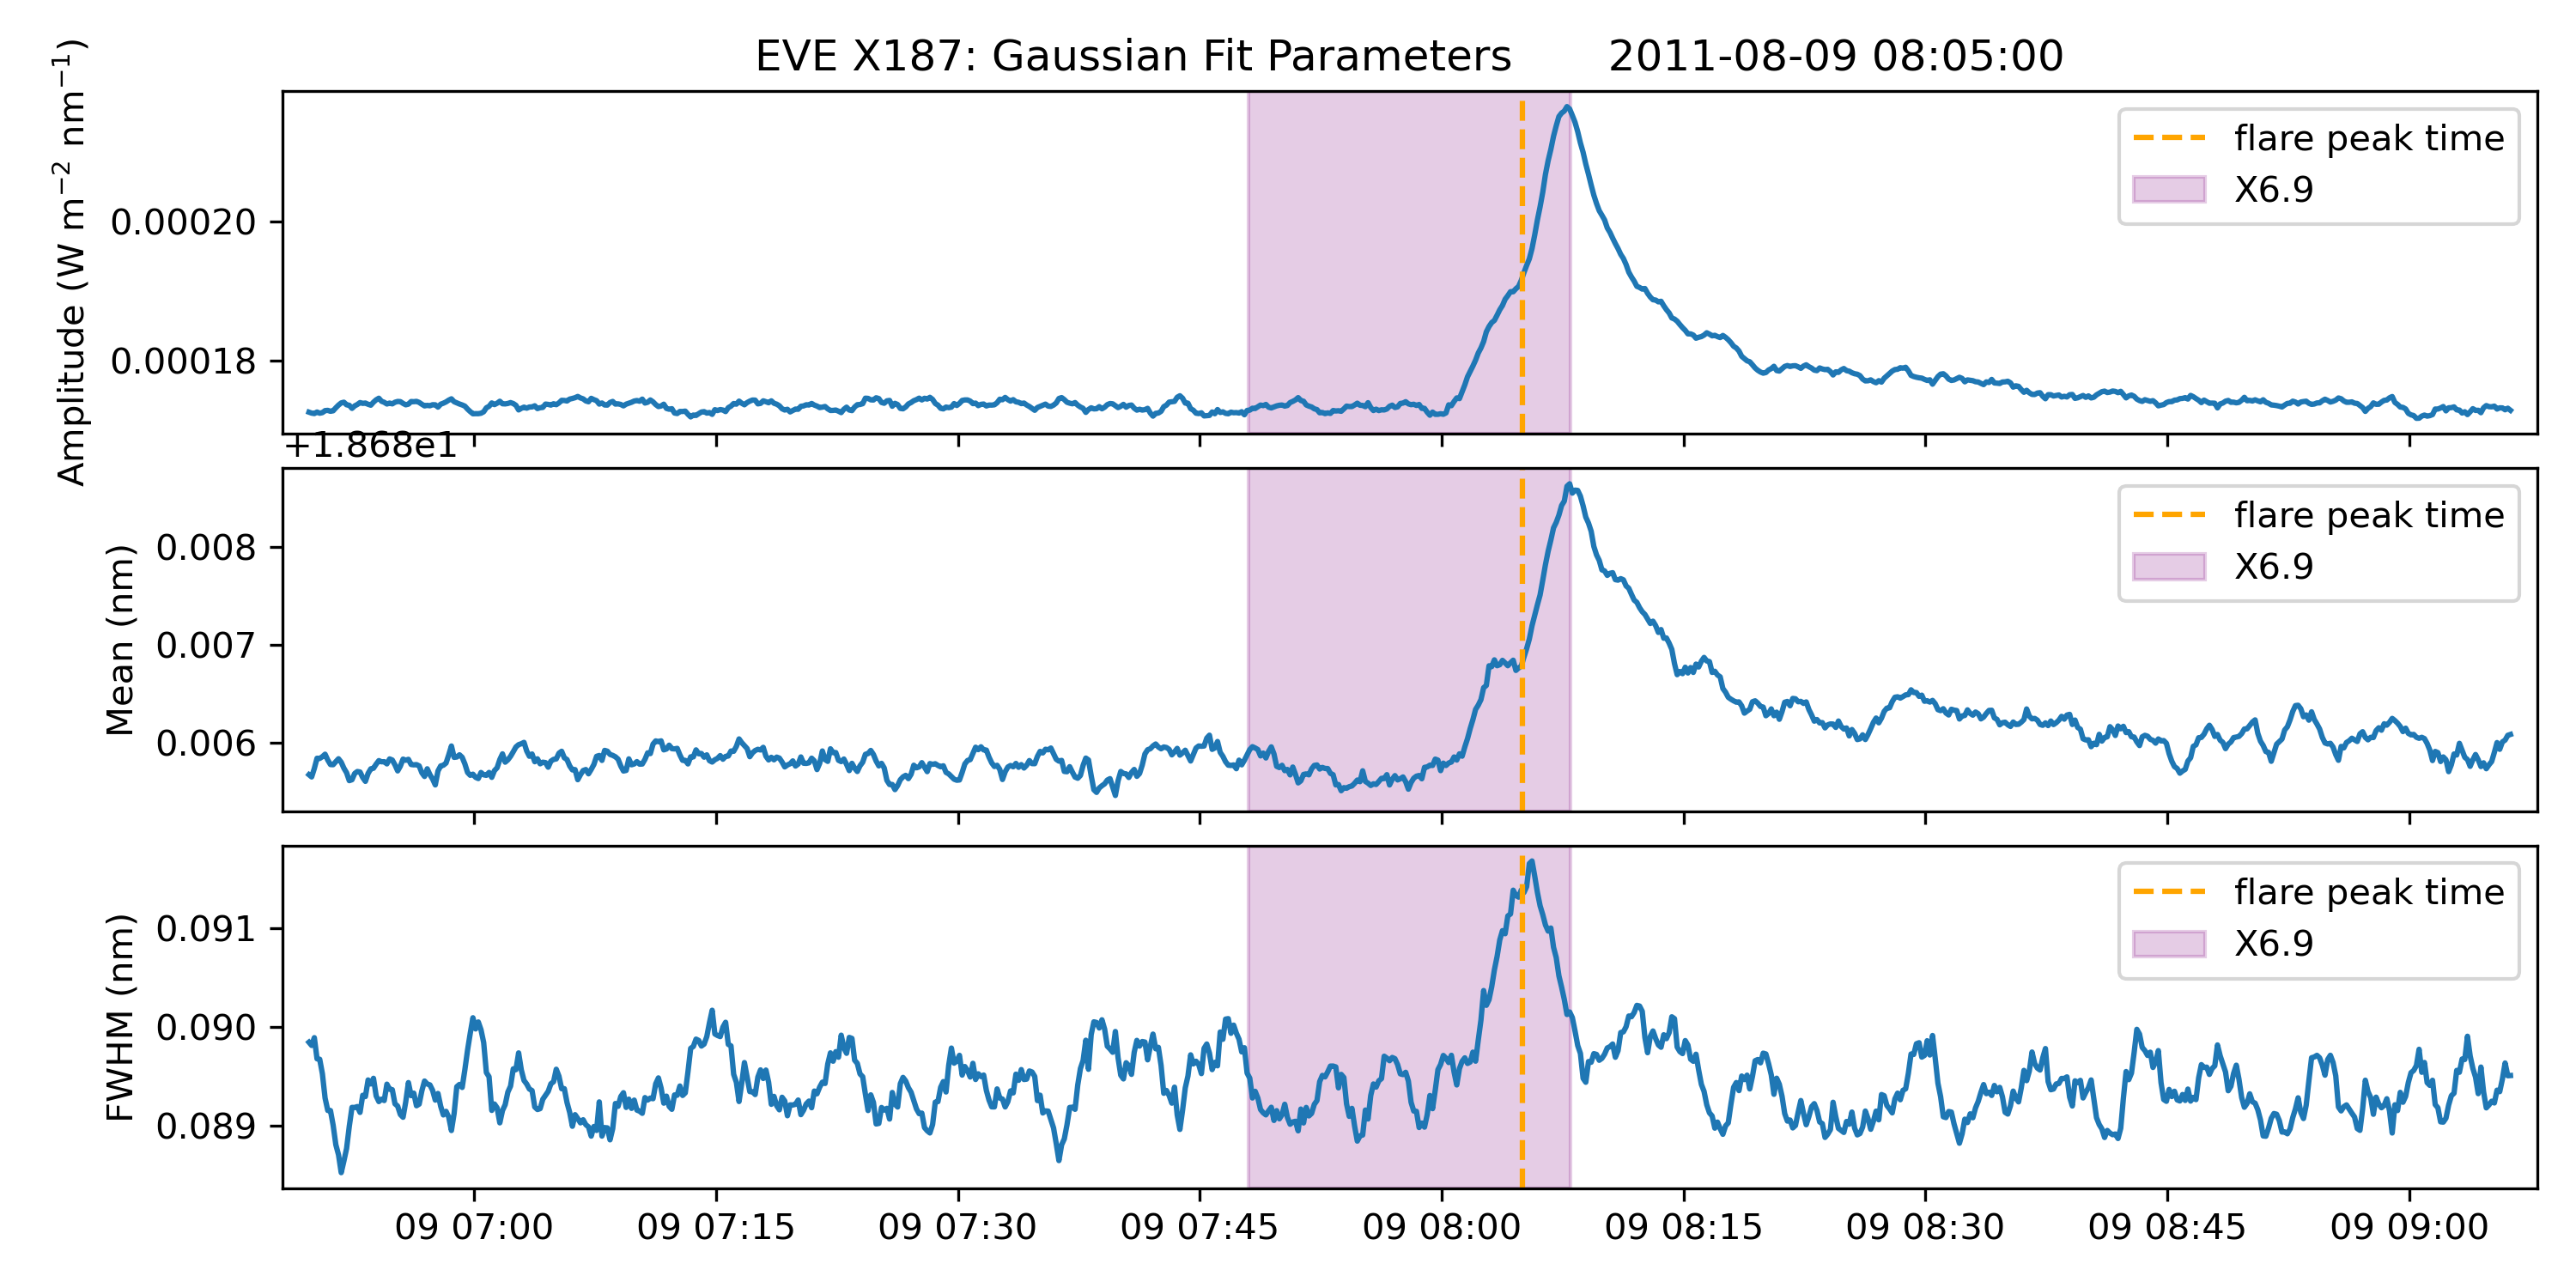 EVE X187: Gaussian Fit Parameters 2011-08-09 08:05:00
Amplitude (W m⁻² nm⁻¹)
0.00020
0.00018
flare peak time
X6.9
+1.868e1
Mean (nm)
0.008
0.007
0.006
flare peak time
X6.9
FWHM (nm)
0.091
0.090
0.089
flare peak time
X6.9
09 07:00 09 07:15 09 07:30 09 07:45 09 08:00 09 08:15 09 08:30 09 08:45 09 09:00